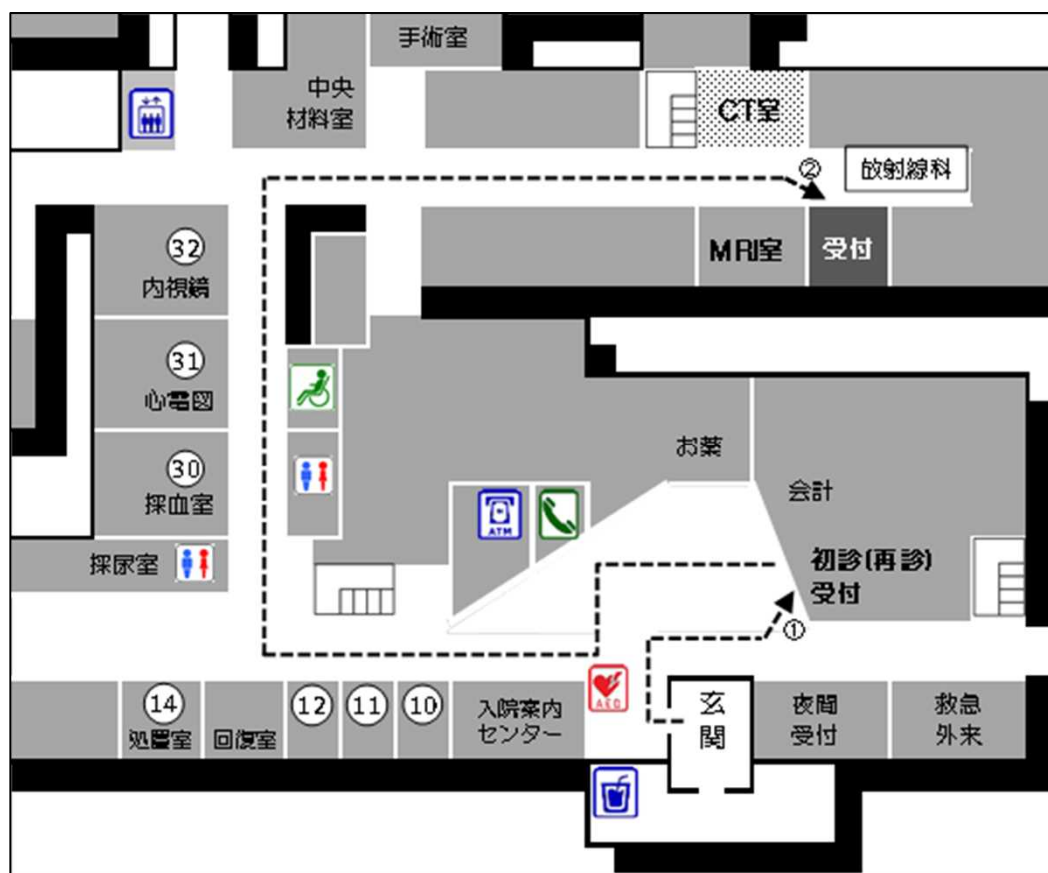 手術室
中央
材料室
CT室
②
放射線科
32
内視鏡
MRI室
受付
31
心電図
お薬
30
採血室
ATM
会計
採尿室
初診(再診)
受付
①
AED
14
処置室
回復室
12
11
10
入院案内
センター
玄
関
夜間
受付
救急
外来